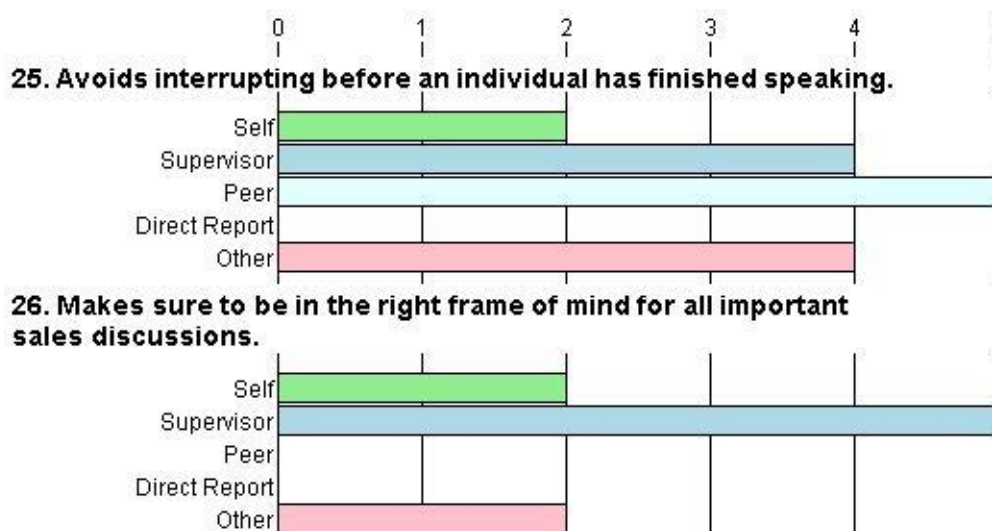 0 1 2 3 4
25. Avoids interrupting before an individual has finished speaking.
Self
Supervisor
Peer
Direct Report
Other
26. Makes sure to be in the right frame of mind for all important
sales discussions.
Self
Supervisor
Peer
Direct Report
Other